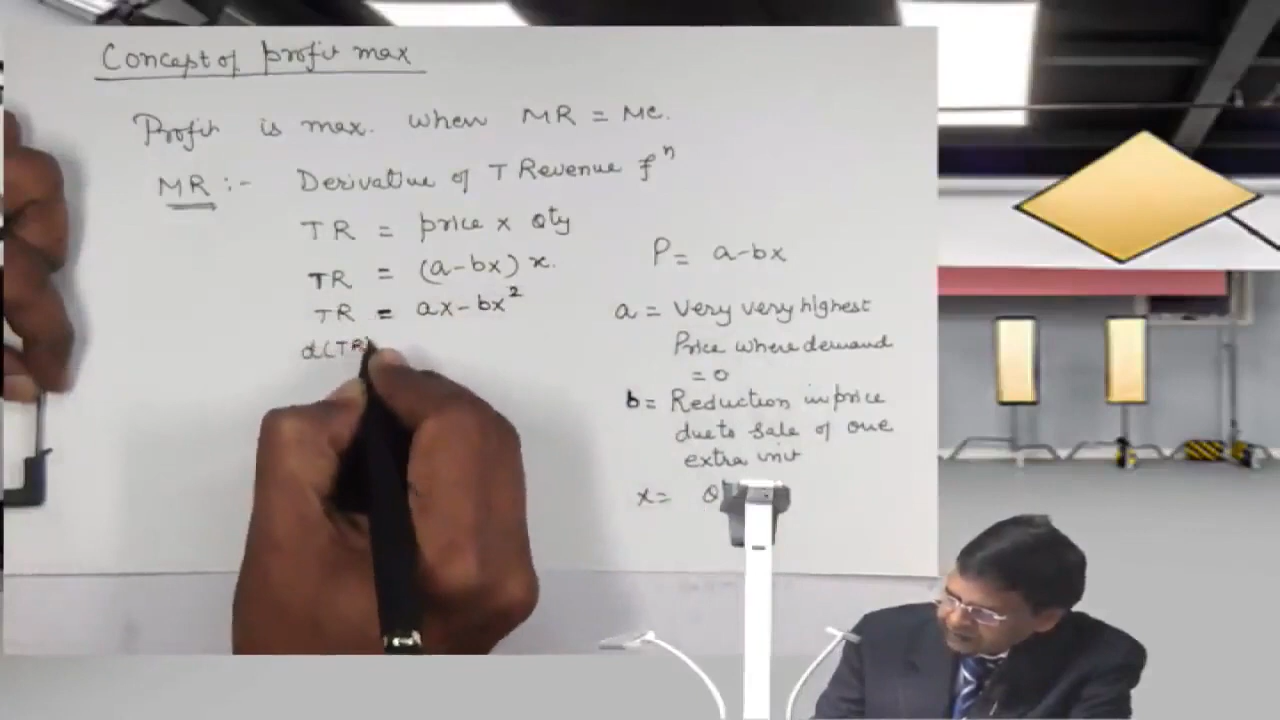 Concept of profit max
Profit is max. when MR = MC.
MR :- Derivative of T Revenue fⁿ
TR = price x Qty
TR = (a-bx) x.
TR = ax-bx²
d(TR)
P = a-bx
a = Very very highest
Price where demand
= 0
b = Reduction in price
due to sale of one
extra unit
x =